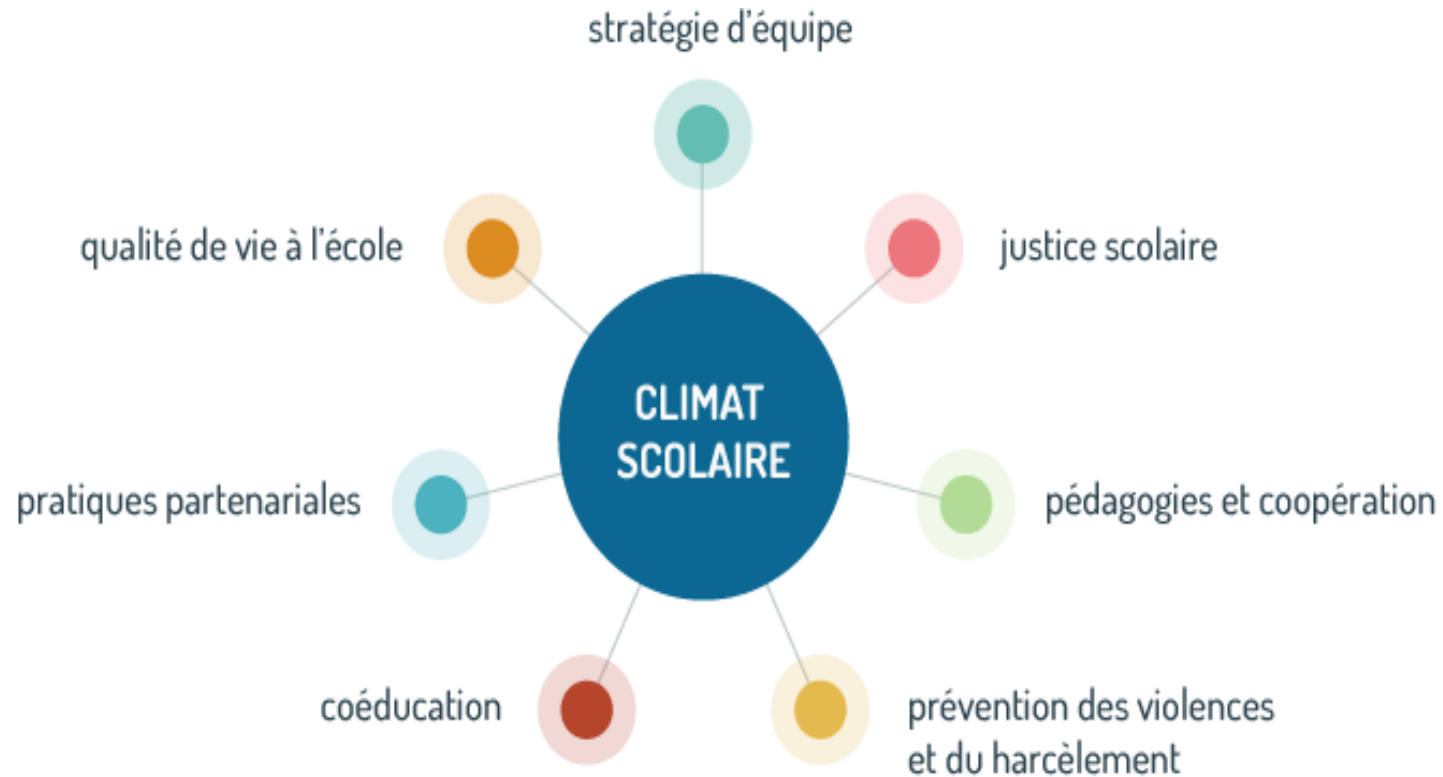 stratégie d'équipe
qualité de vie à l'école
justice scolaire
CLIMAT
SCOLAIRE
pratiques partenariales
pédagogies et coopération
coéducation
prévention des violences
et du harcèlement